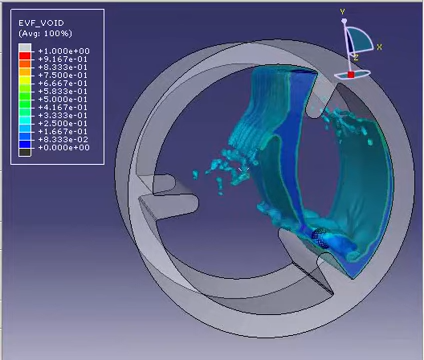 EVF_VOID
(Avg: 100%)
+1.000e+00
+9.167e-01
+8.333e-01
+7.500e-01
+6.667e-01
+5.833e-01
+5.000e-01
+4.167e-01
+3.333e-01
+2.500e-01
+1.667e-01
+8.333e-02
+0.000e+00
Y
X
Z